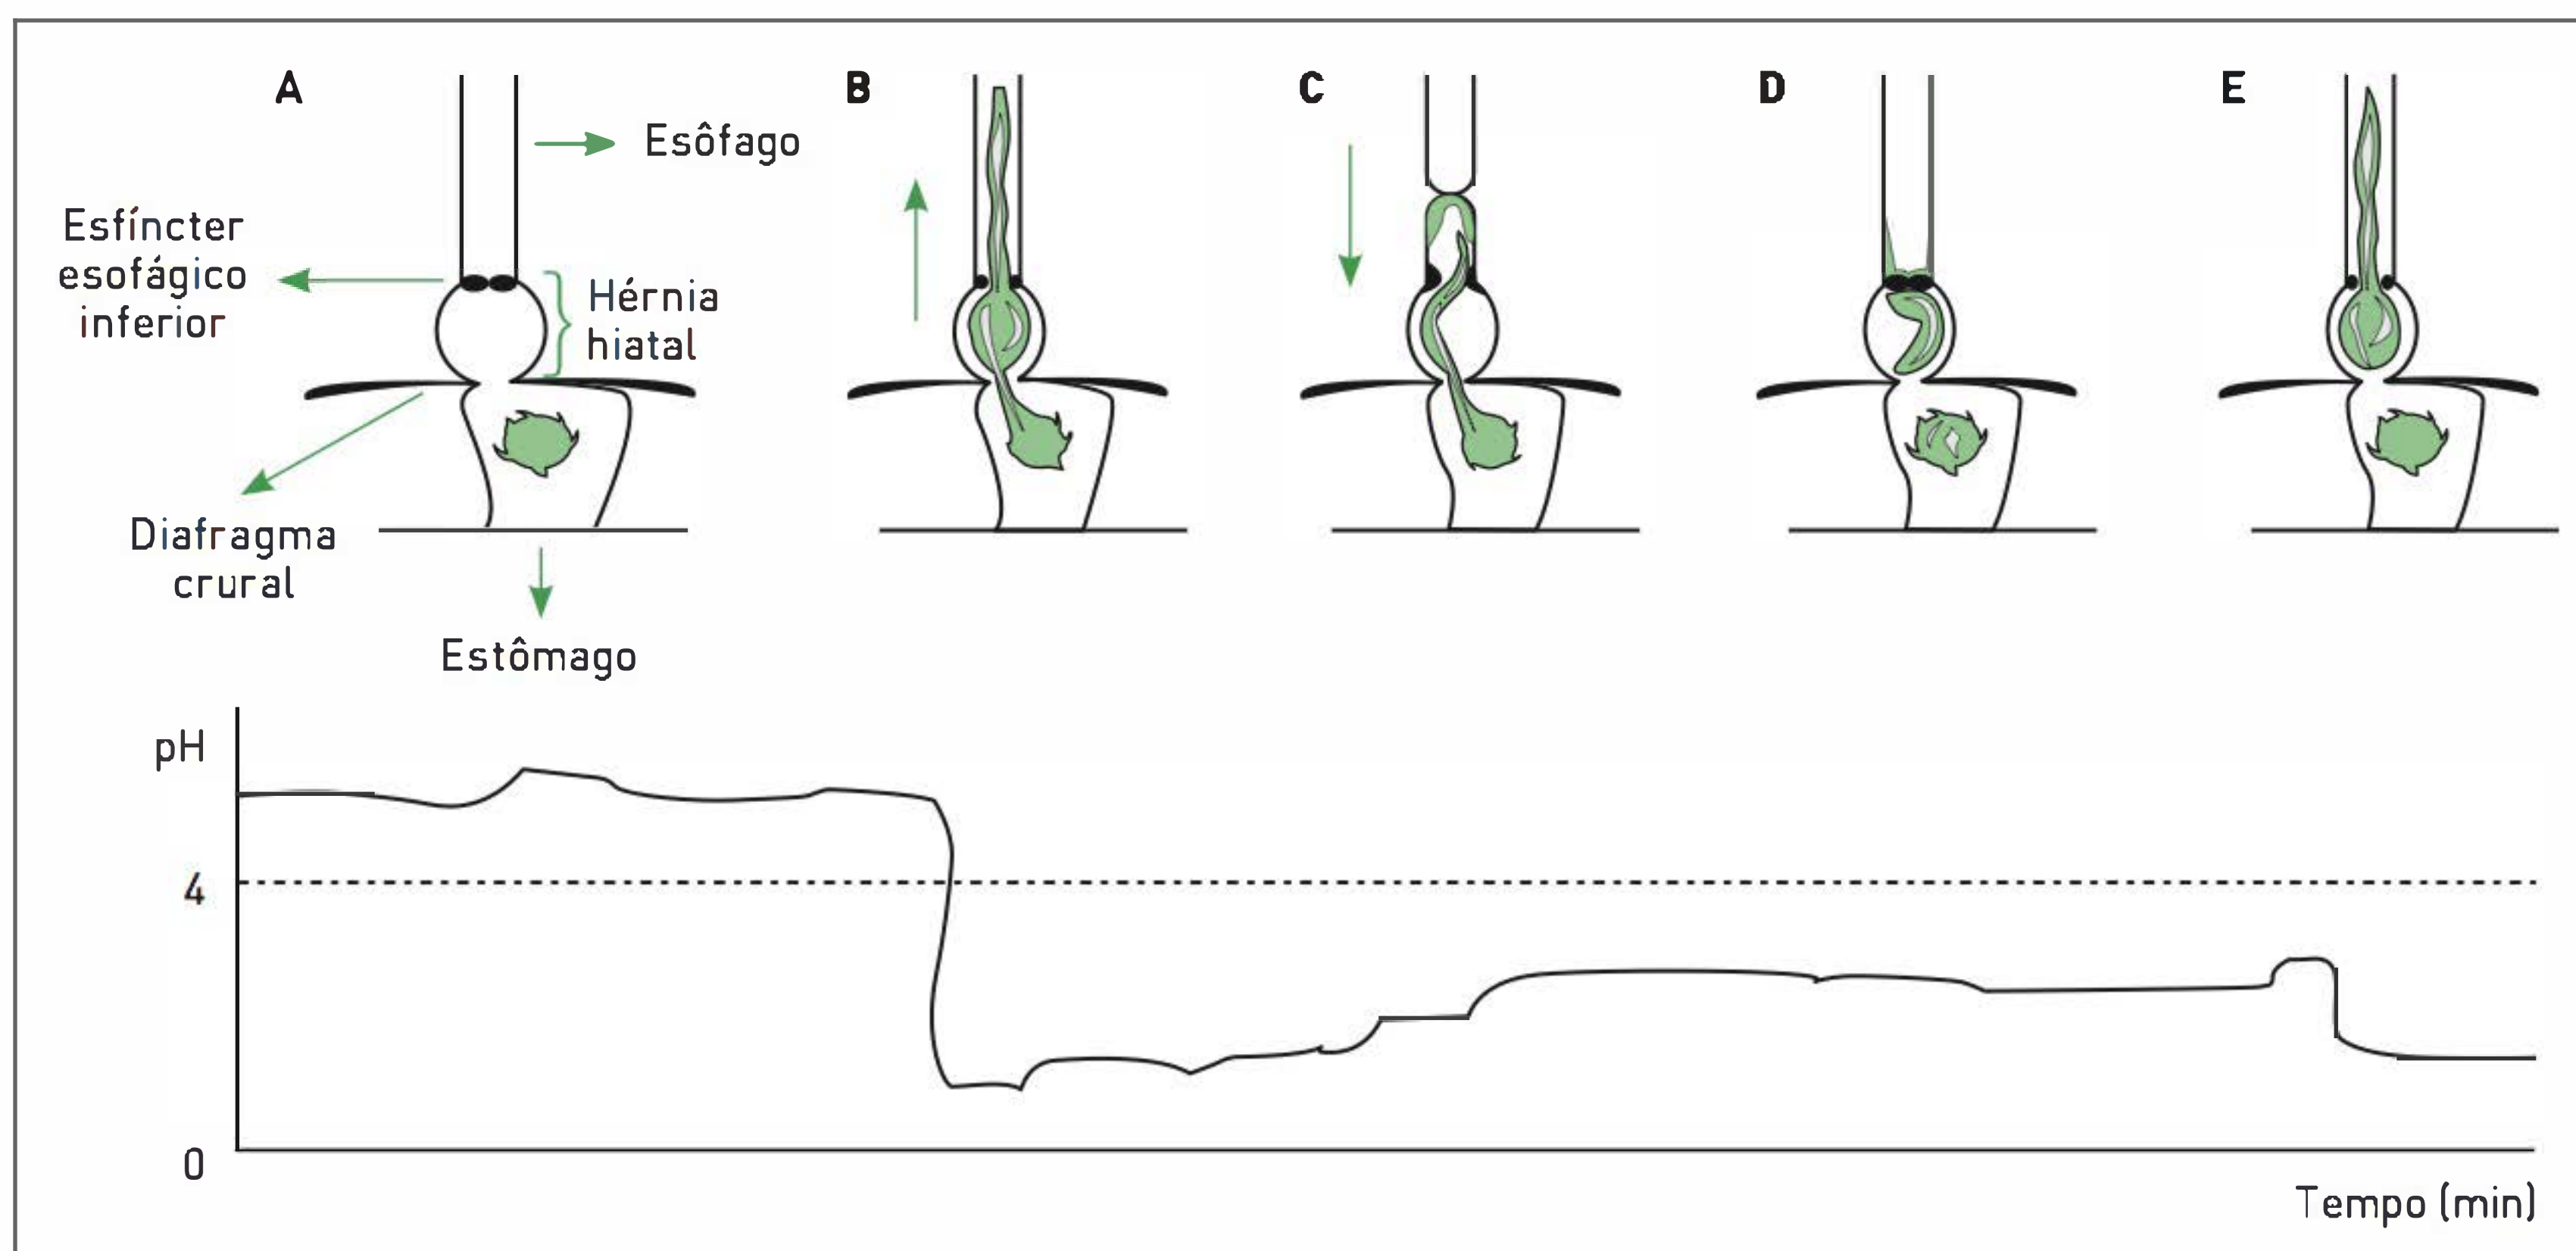 A
B
C
D
E
Esôfago
Esfíncter
esofágico
inferior
Hérnia
hiatal
Diafragma
crural
Estômago
pH
4
0
Tempo (min)